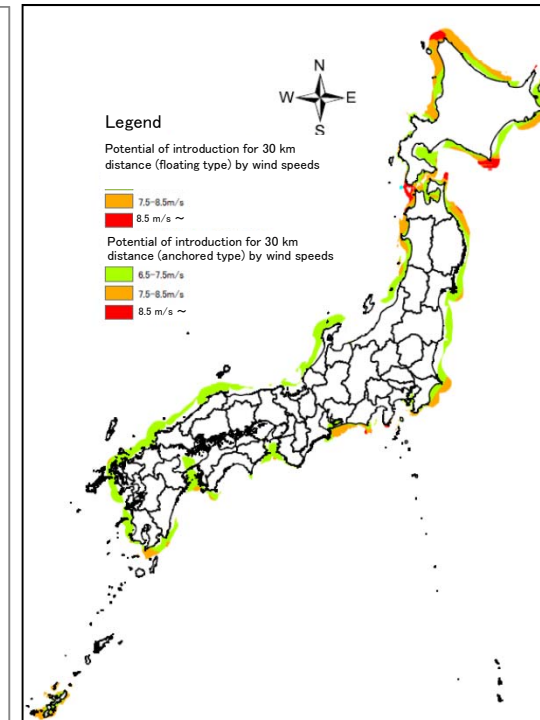 N
W E
S
Legend
Potential of introduction for 30 km
distance (floating type) by wind speeds
7.5-8.5m/s
8.5 m/s ~
Potential of introduction for 30 km
distance (anchored type) by wind speeds
6.5-7.5m/s
7.5-8.5m/s
8.5 m/s ~